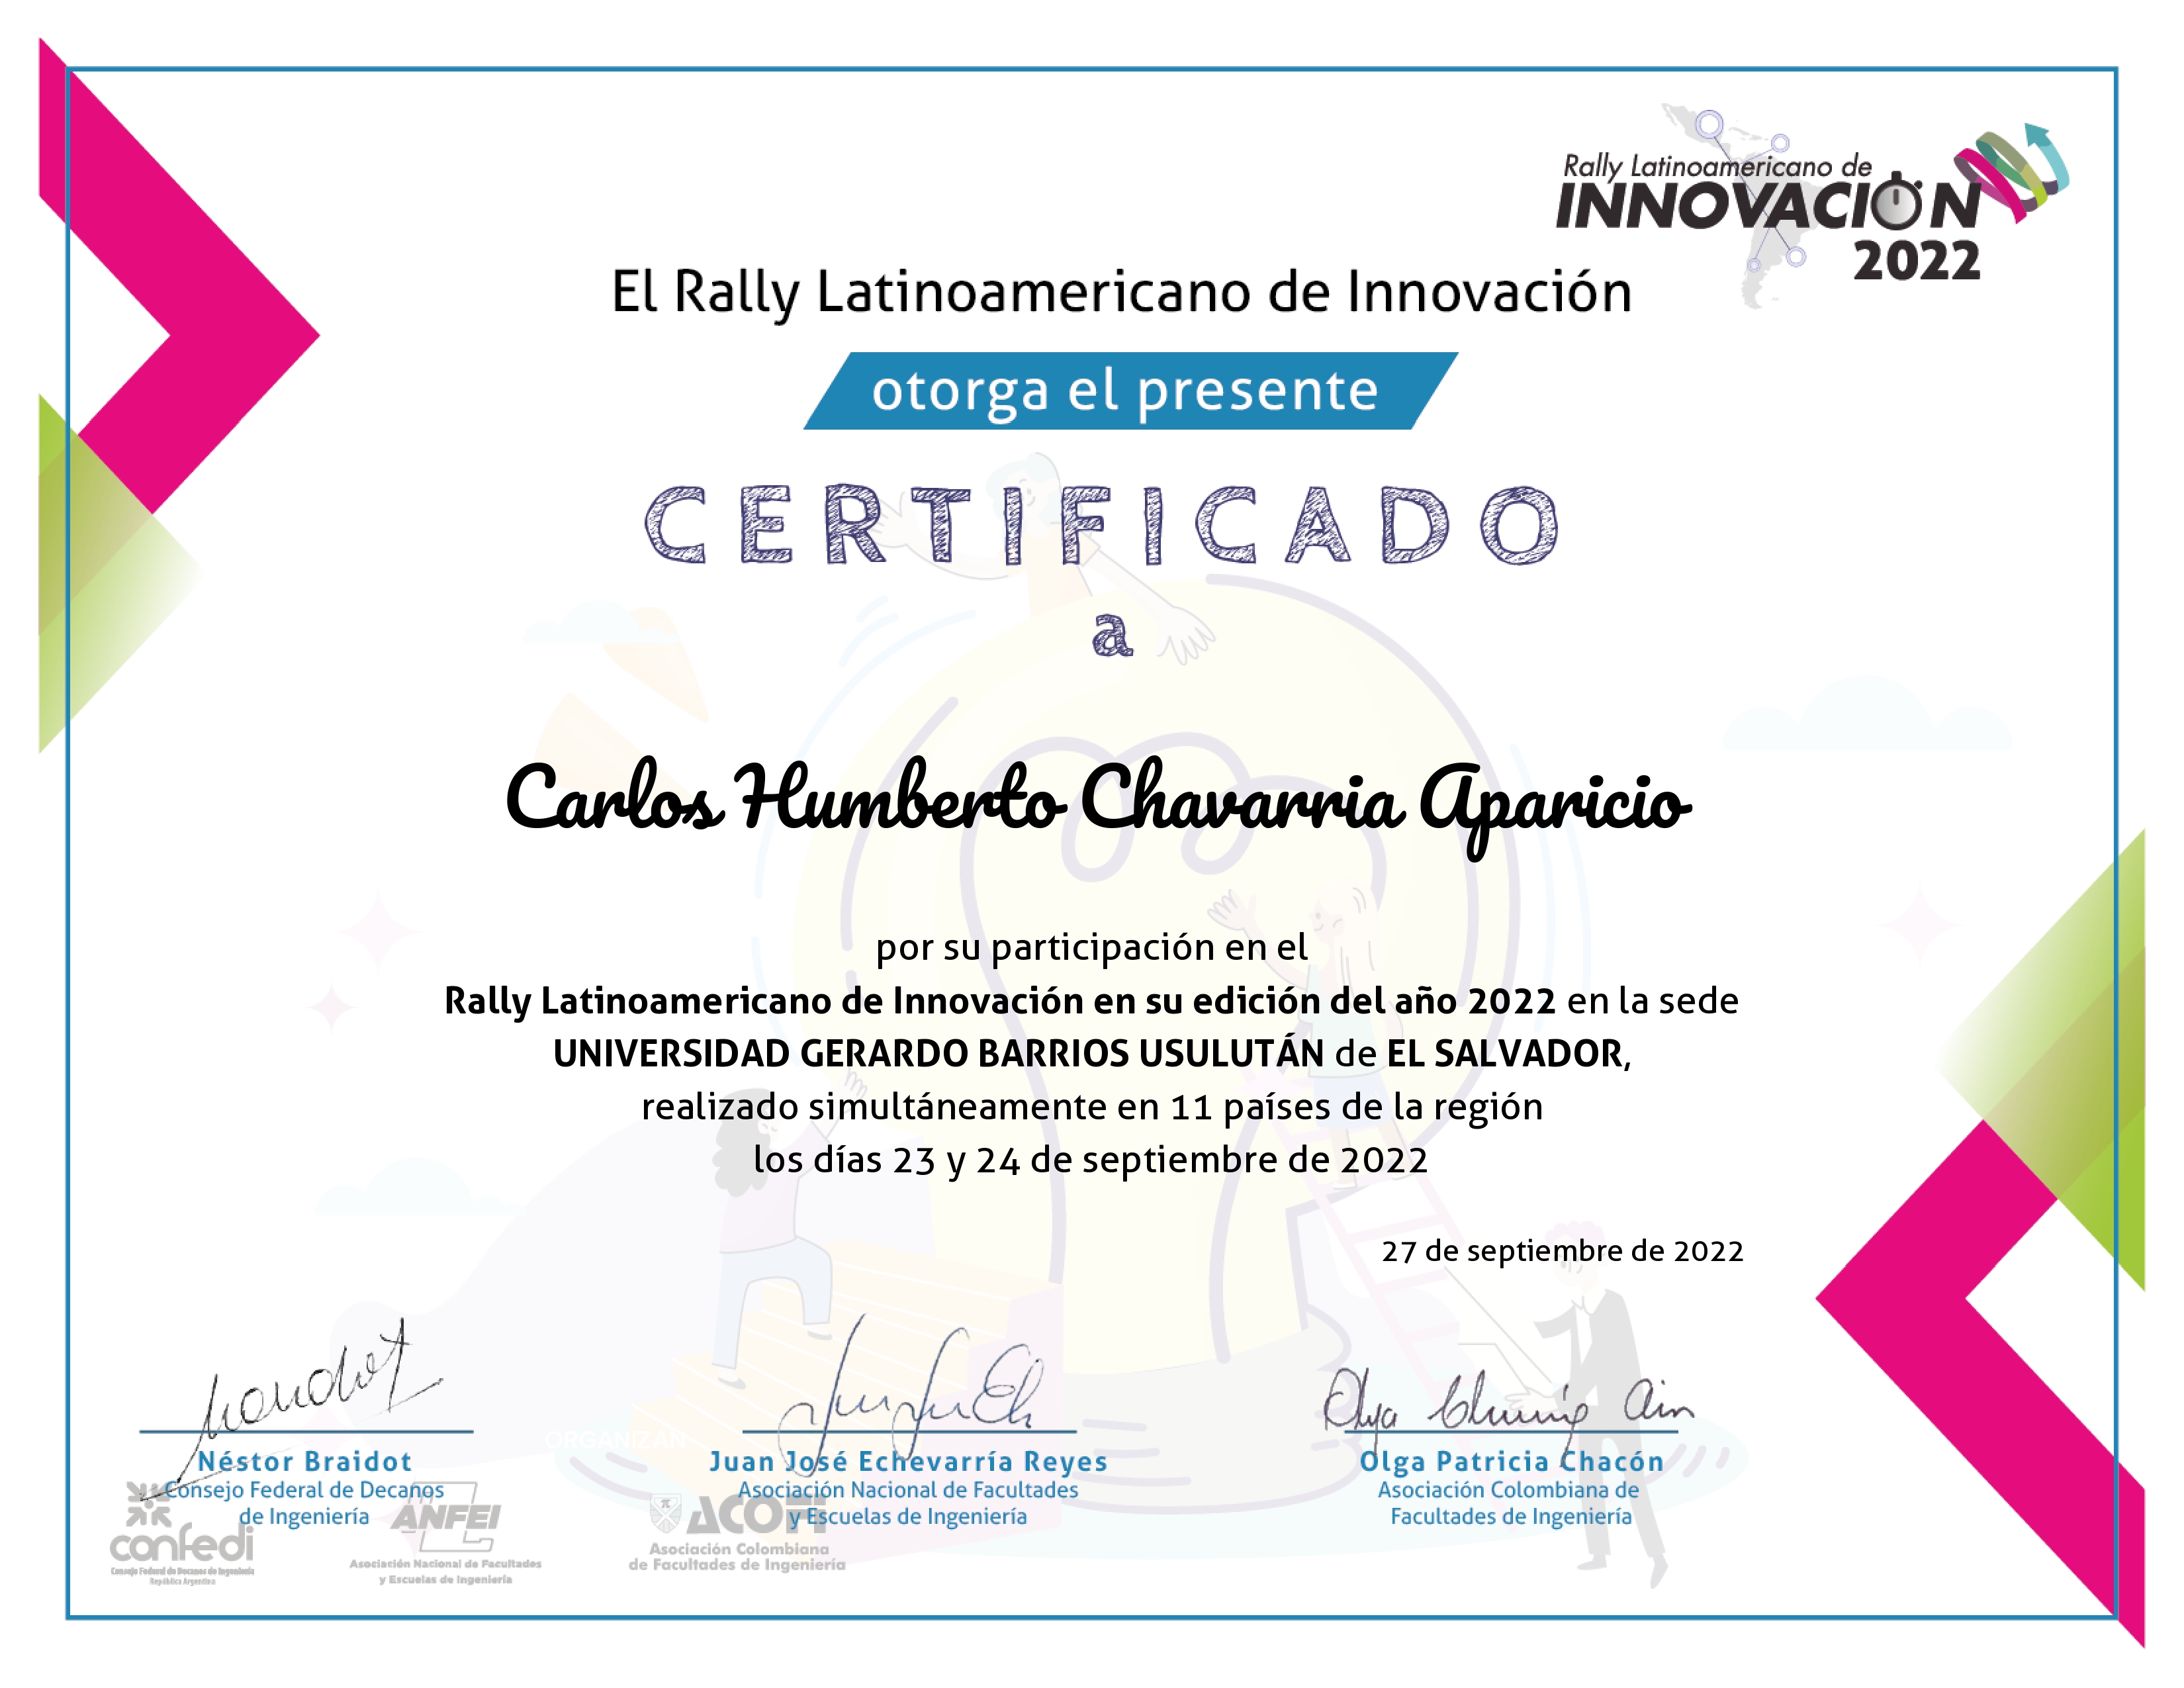 Rally Latinoamericano de
INNOVACIÓN
2022
El Rally Latinoamericano de Innovación
otorga el presente
CERTIFICADO
a
Carlos Humberto Chavarria Aparicio
por su participación en el
Rally Latinoamericano de Innovación en su edición del año 2022 en la sede
UNIVERSIDAD GERARDO BARRIOS USULUTÁN de EL SALVADOR,
realizado simultáneamente en 11 países de la región
los días 23 y 24 de septiembre de 2022
27 de septiembre de 2022
ORGANIZAN
Néstor Braidot
Consejo Federal de Decanos
de Ingeniería
Juan José Echevarría Reyes
Asociación Nacional de Facultades
y Escuelas de Ingeniería
Olga Patricia Chacón
Asociación Colombiana de
Facultades de Ingeniería
confedi
Consejo Federal de Decanos de Ingeniería
República Argentina
ANFEI
Asociación Nacional de Facultades
y Escuelas de Ingeniería
ACOFI
Asociación Colombiana
de Facultades de Ingeniería